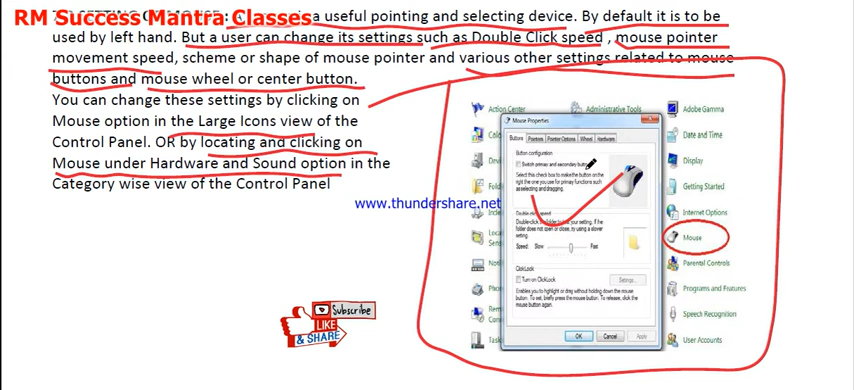 RM Success Mantra Classes
a useful pointing and selecting device. By default it is to be
used by left hand. But a user can change its settings such as Double Click speed , mouse pointer
movement speed, scheme or shape of mouse pointer and various other settings related to mouse
buttons and mouse wheel or center button.
You can change these settings by clicking on
Mouse option in the Large Icons view of the
Control Panel. OR by locating and clicking on
Mouse under Hardware and Sound option in the
Category wise view of the Control Panel
www.thundershare.net
Action Center
Administrative Tools
Adobe Gamma
Date and Time
Display
Getting Started
Internet Options
Mouse
Parental Controls
Programs and Features
Speech Recognition
User Accounts
Mouse Properties
Buttons Pointers Pointer Options Wheel Hardware
Button configuration
Switch primary and secondary buttons
Select this check box to make the button on the
right the one you use for primary functions such
as selecting and dragging.
Double-click speed
Double-click the folder to test your setting. If the
folder does not open or close, try using a slower
setting.
Speed: Slow Fast
ClickLock
Turn on ClickLock Settings...
Enables you to highlight or drag without holding down the mouse
button. To set, briefly press the mouse button. To release, click the
mouse button again.
OK Cancel Apply
Subscribe
LIKE
& SHARE